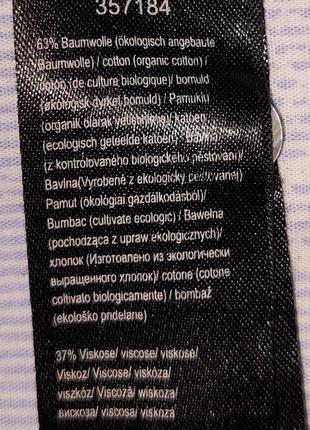 357184
63% Baumwolle (ökologisch angebaute
Baumwolle) / cotton (organic cotton) /
(de culture biologique)/ bomuld
(økologisk dyrket bomuld) / Pamuklu
(organik olarak yetiştirilmiş) katoen
(ecologisch geteelde katoen) Bavlna
(z kontrolovaného biologického pěstování)/
Bavlna(Vyrobené z ekologicky pestovanej)
Pamut (ökológiai gazdálkodásból)/
Bumbac (cultivate ecologic) / Bawełna
(pochodząca z upraw ekologicznych)/
хлопок (Изготовлено из экологически
выращенного хлопок)/ cotone (cotone
coltivato biologicamente) / bombaž
(ekološko pridelane)
37% Viskose/ viscose/ viskose/
Viskoz/ Viscose/ viskóza/
viszkóz/ Viscoză/ wiskoza/
вискоза/ viscosa/ viskoza